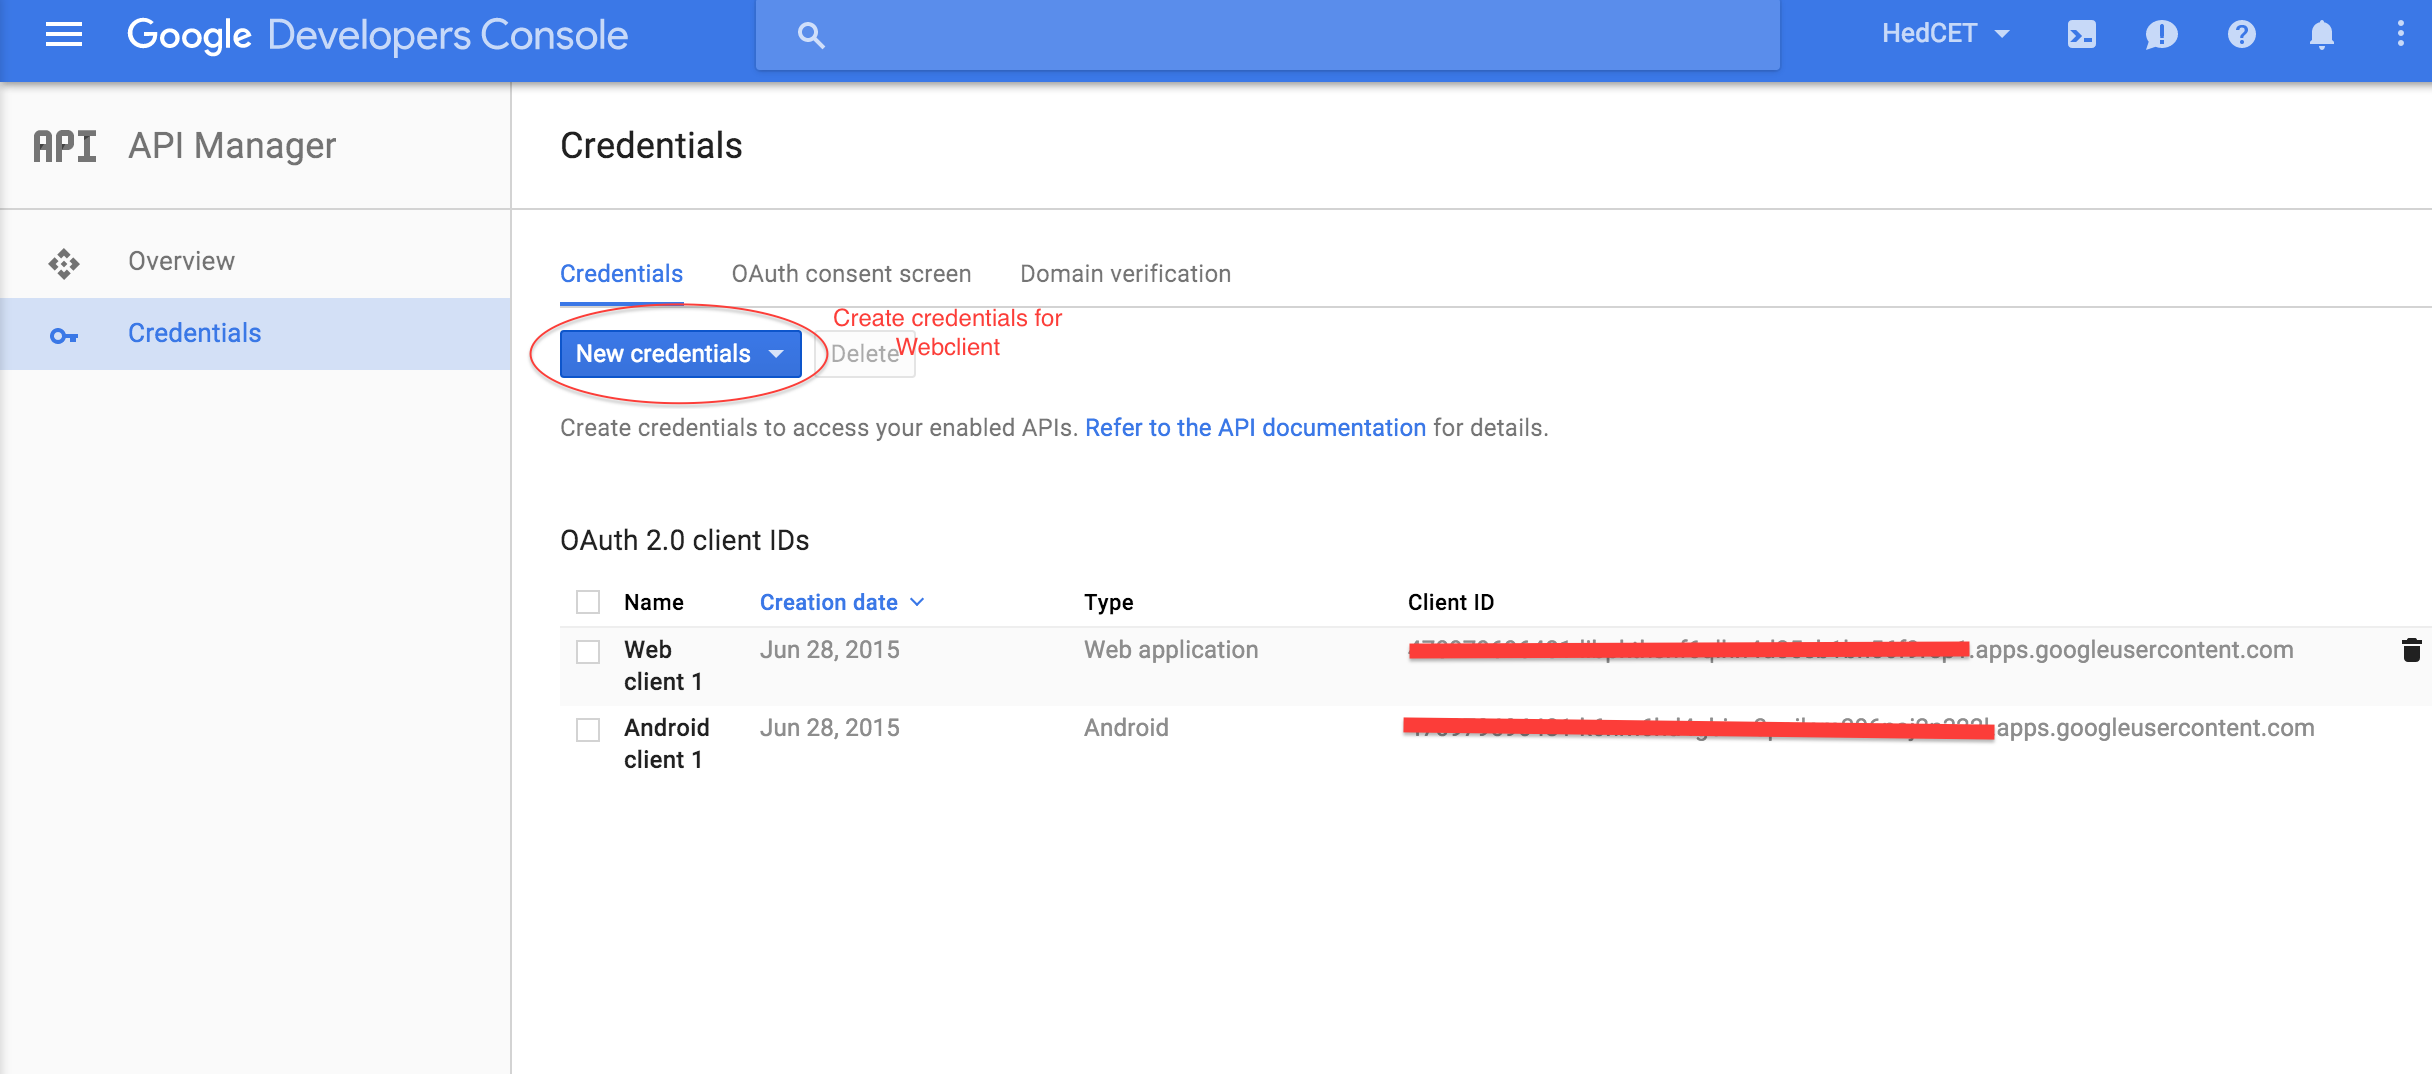 Google Developers Console
HedCET
API API Manager
Credentials
Overview
Credentials
Credentials OAuth consent screen Domain verification
Create credentials for
Webclient
New credentials
Delete
Create credentials to access your enabled APIs. Refer to the API documentation for details.
OAuth 2.0 client IDs
Name Creation date Type Client ID
Web Jun 28, 2015 Web application .apps.googleusercontent.com
client 1
Android Jun 28, 2015 Android apps.googleusercontent.com
client 1